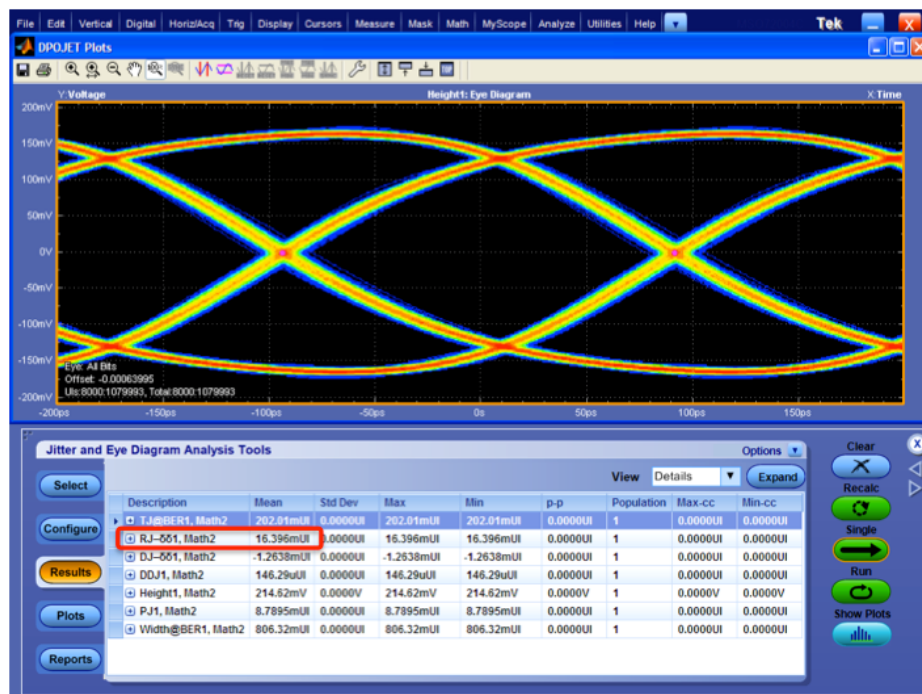 File Edit Vertical Digital Horiz/Acq Trig Display Cursors Measure Mask Math MyScope Analyze Utilities Help Tek
DPOJET Plots
Y:Voltage Height1: Eye Diagram X:Time
200mV
150mV
100mV
50mV
0V
-50mV
-100mV
-150mV
-200mV
Eye: All Bits
Offset: -0.00063995
UIs:8000:1079993, Total:8000:1079993
-200ps -150ps -100ps -50ps 0s 50ps 100ps 150ps
Jitter and Eye Diagram Analysis Tools Options
View Details Expand
Description Mean Std Dev Max Min p-p Population Max-cc Min-cc
TJ@BER1, Math2 202.01mUI 0.0000UI 202.01mUI 202.01mUI 0.0000UI 1 0.0000UI 0.0000UI
RJ–δδ1, Math2 16.396mUI 0.0000UI 16.396mUI 16.396mUI 0.0000UI 1 0.0000UI 0.0000UI
DJ–δδ1, Math2 -1.2638mUI 0.0000UI -1.2638mUI -1.2638mUI 0.0000UI 1 0.0000UI 0.0000UI
DDJ1, Math2 146.29uUI 0.0000UI 146.29uUI 146.29uUI 0.0000UI 1 0.0000UI 0.0000UI
Height1, Math2 214.62mV 0.0000V 214.62mV 214.62mV 0.0000V 1 0.0000V 0.0000V
PJ1, Math2 8.7895mUI 0.0000UI 8.7895mUI 8.7895mUI 0.0000UI 1 0.0000UI 0.0000UI
Width@BER1, Math2 806.32mUI 0.0000UI 806.32mUI 806.32mUI 0.0000UI 1 0.0000UI 0.0000UI
Select
Configure
Results
Plots
Reports
Clear
Recalc
Single
Run
Show Plots